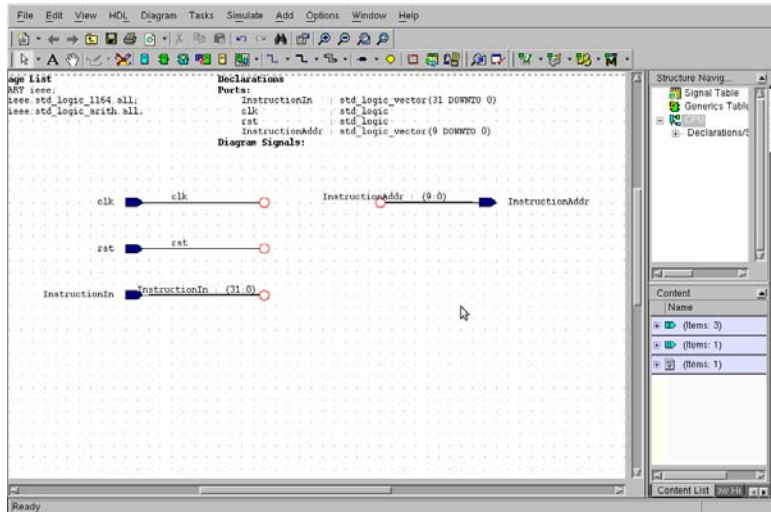 File Edit View HDL Diagram Tasks Simulate Add Options Window Help
age List
ARY ieee;
ieee.std_logic_1164.all;
ieee.std_logic_arith.all;
Declarations
Ports:
InstructionIn : std_logic_vector(31 DOWNTO 0)
clk : std_logic
rst : std_logic
InstructionAddr : std_logic_vector(9 DOWNTO 0)
Diagram Signals:
clk clk
InstructionAddr : (9:0) InstructionAddr
rst rst
InstructionIn InstructionIn : (31:0)
Structure Navig...
Signal Table
Generics Table
CPU
Declarations/S
Content
Name
(Items: 3)
(Items: 1)
(Items: 1)
Content List
Ready